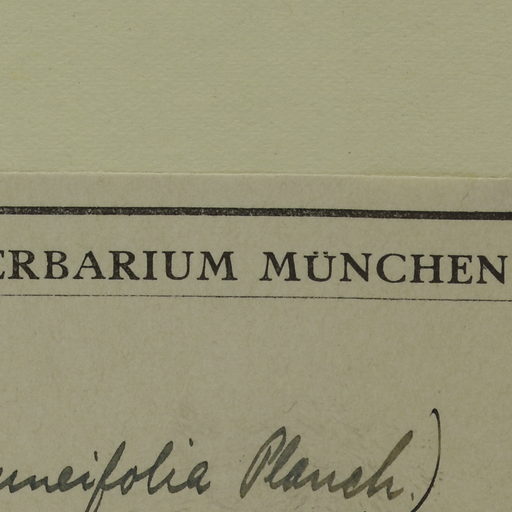 ERBARIUM MÜNCHEN
uneifolia Planch.)